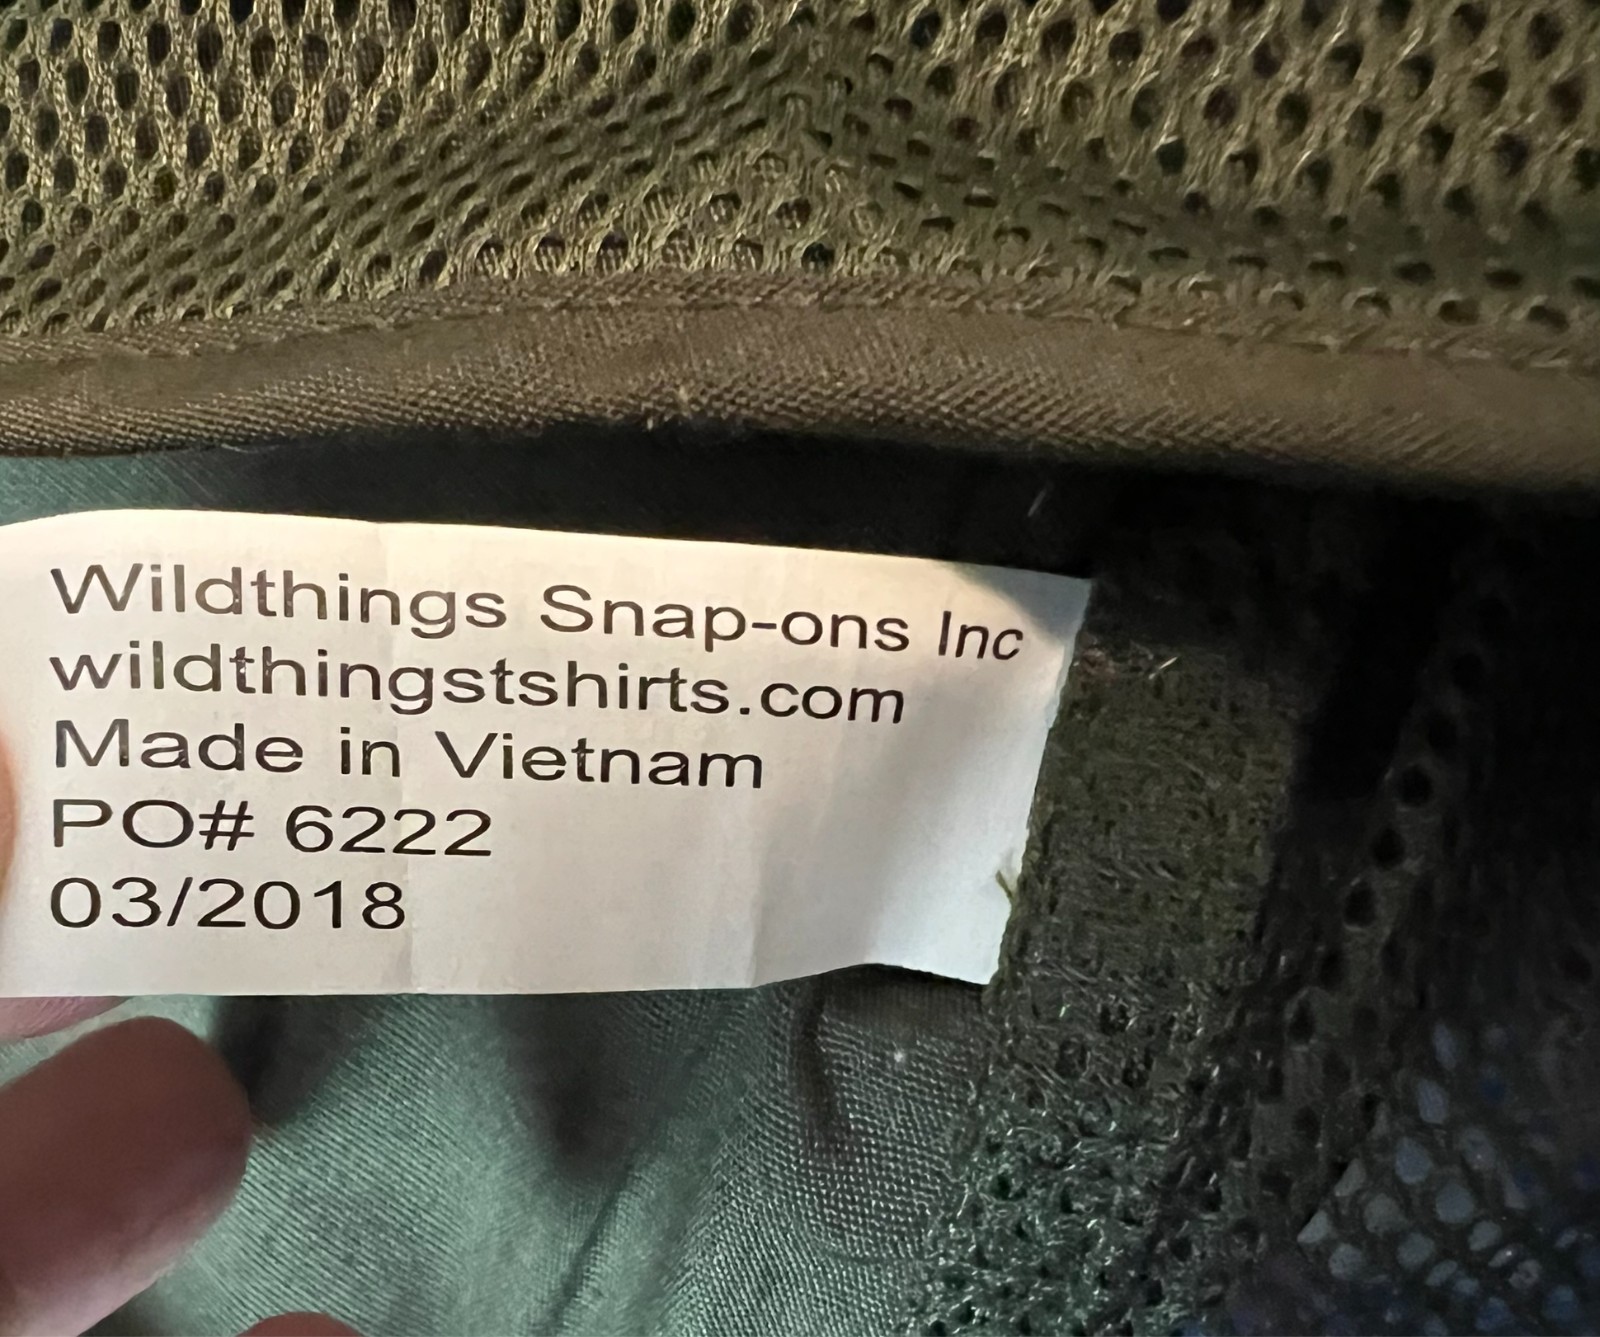 Wildthings Snap-ons Inc
wildthingstshirts.com
Made in Vietnam
PO# 6222
03/2018